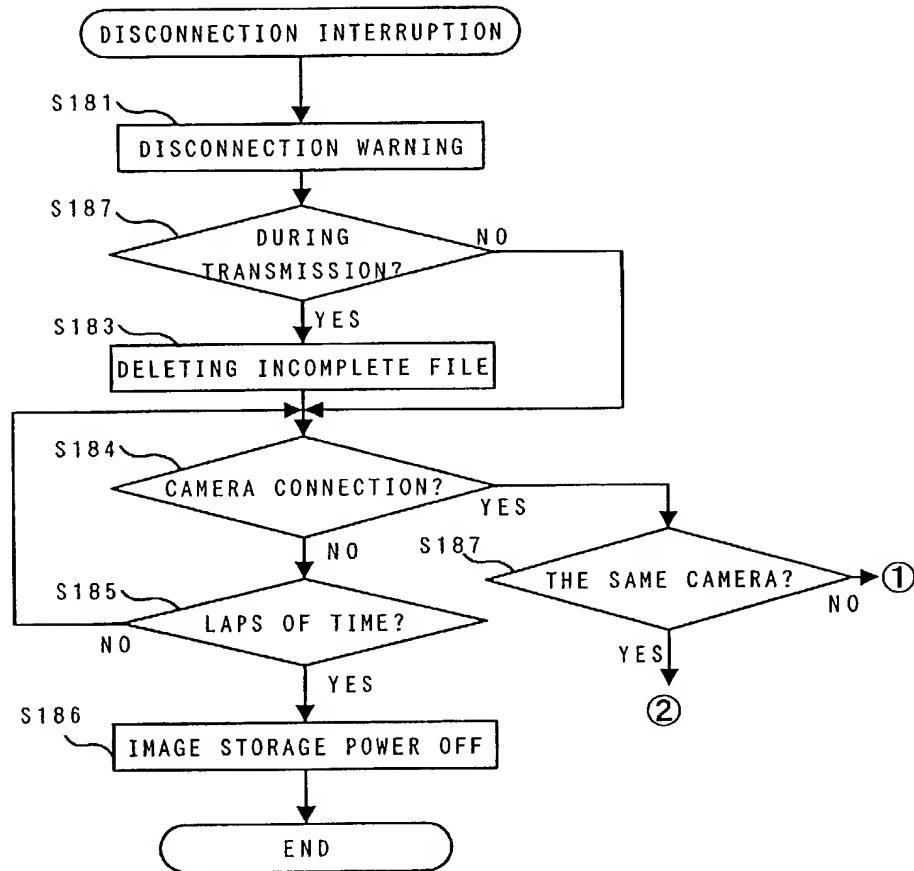 DISCONNECTION INTERRUPTION
S181
DISCONNECTION WARNING
S187
DURING
TRANSMISSION?
NO
YES
S183
DELETING INCOMPLETE FILE
S184
CAMERA CONNECTION?
YES
NO
S187
THE SAME CAMERA?
①
NO
S185
LAPS OF TIME?
NO
YES
YES
②
S186
IMAGE STORAGE POWER OFF
END